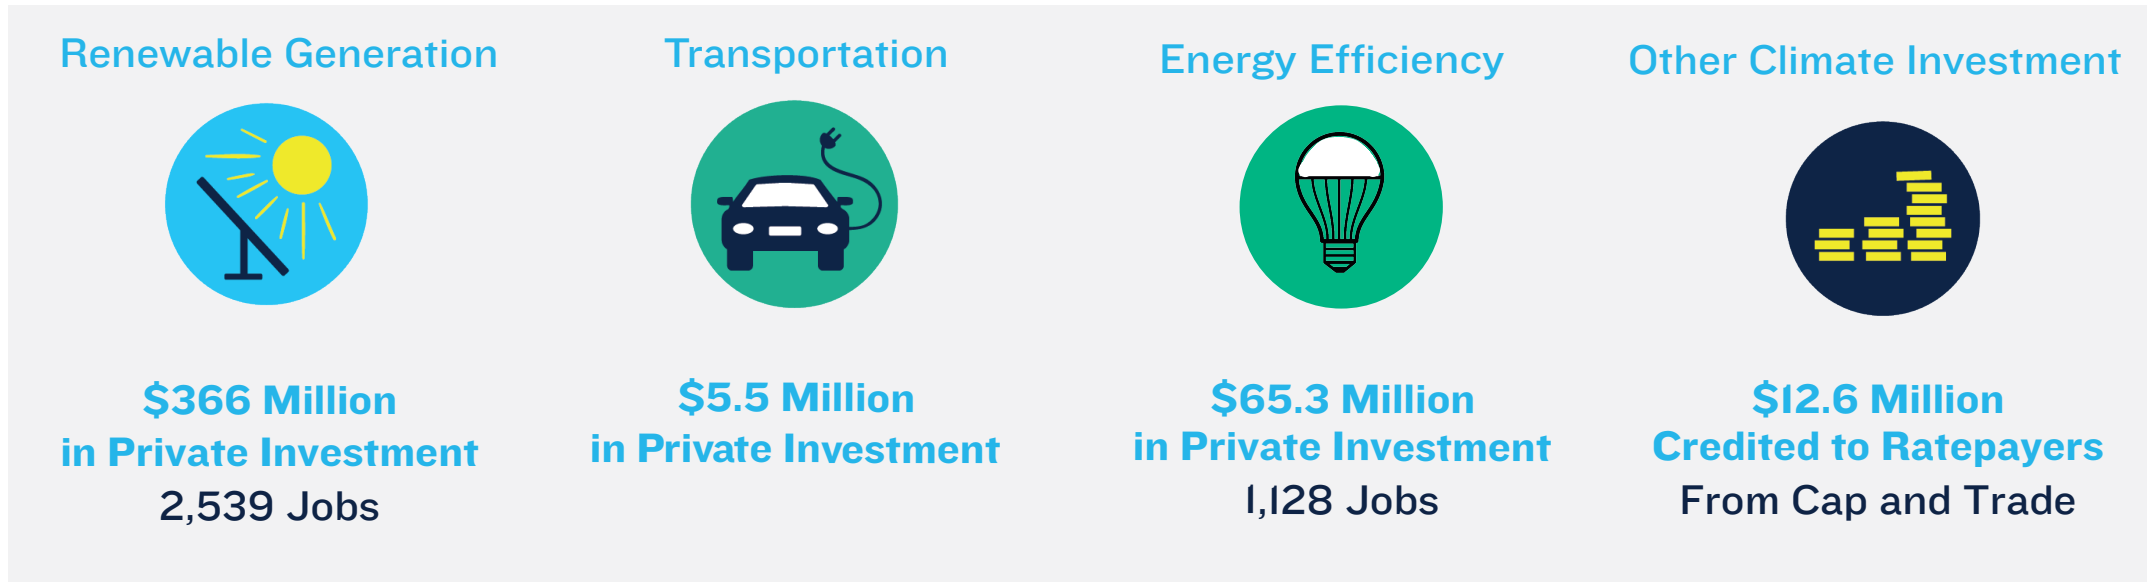 Renewable Generation
$366 Million
in Private Investment
2,539 Jobs
Transportation
$5.5 Million
in Private Investment
Energy Efficiency
$65.3 Million
in Private Investment
1,128 Jobs
Other Climate Investment
$12.6 Million
Credited to Ratepayers
From Cap and Trade